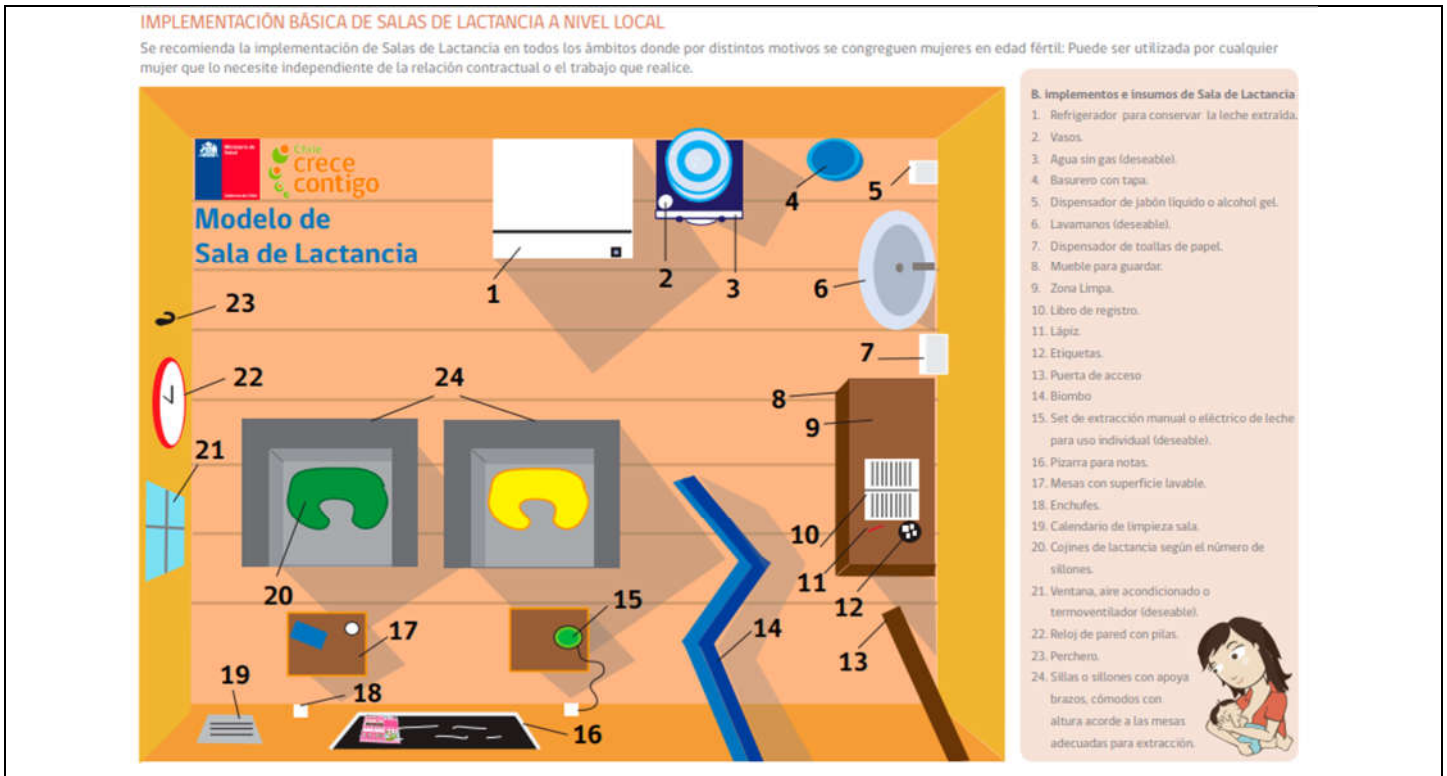 IMPLEMENTACIÓN BÁSICA DE SALAS DE LACTANCIA A NIVEL LOCAL
Se recomienda la implementación de Salas de Lactancia en todos los ámbitos donde por distintos motivos se congreguen mujeres en edad fértil: Puede ser utilizada por cualquier
mujer que lo necesite independiente de la relación contractual o el trabajo que realice.
Ministerio de
Salud
Chile
crece
contigo
Modelo de
Sala de Lactancia
1
2
3
4
5
6
7
8
9
10
11
12
13
14
15
16
17
18
19
20
21
22
23
24
B. implementos e insumos de Sala de Lactancia
1. Refrigerador para conservar la leche extraída.
2. Vasos.
3. Agua sin gas (deseable).
4. Basurero con tapa.
5. Dispensador de jabón líquido o alcohol gel.
6. Lavamanos (deseable).
7. Dispensador de toallas de papel.
8. Mueble para guardar.
9. Zona Limpa.
10. Libro de registro.
11. Lápiz.
12. Etiquetas.
13. Puerta de acceso
14. Biombo
15. Set de extracción manual o eléctrico de leche
para uso individual (deseable).
16. Pizarra para notas.
17. Mesas con superficie lavable.
18. Enchufes.
19. Calendario de limpieza sala.
20. Cojines de lactancia según el número de
sillones.
21. Ventana, aire acondicionado o
termoventilador (deseable).
22. Reloj de pared con pilas.
23. Perchero.
24. Sillas o sillones con apoya
brazos, cómodos con
altura acorde a las mesas
adecuadas para extracción.